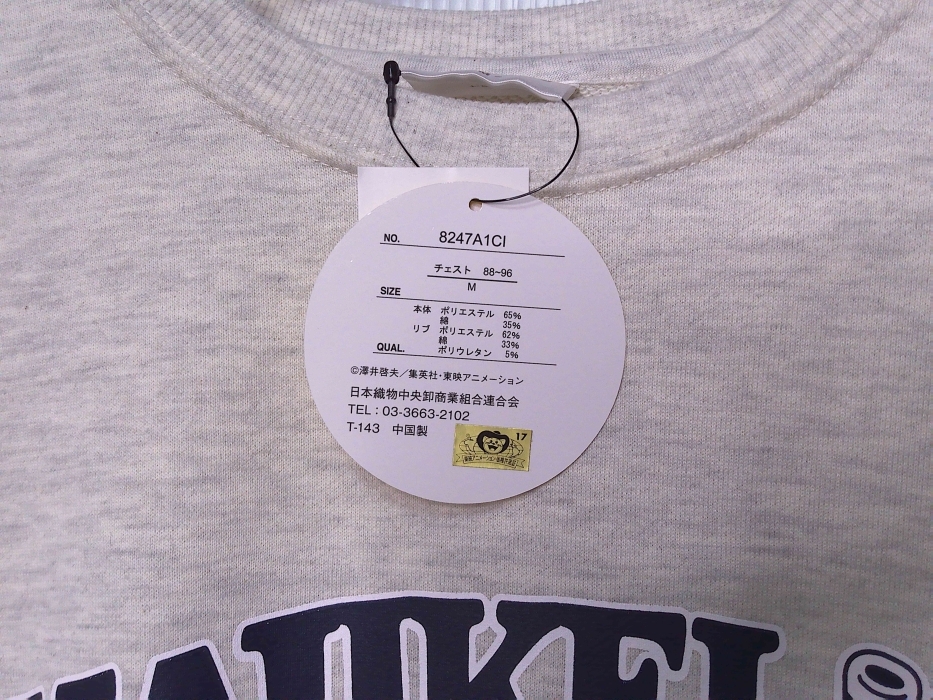 NO. 8247A1CI
チェスト 88~96
M
SIZE
本体 ポリエステル 65%
綿 35%
リブ ポリエステル 62%
綿 33%
QUAL. ポリウレタン 5%
©澤井啓夫/集英社・東映アニメーション
日本織物中央卸商業組合連合会
TEL:03-3663-2102
T-143 中国製
17